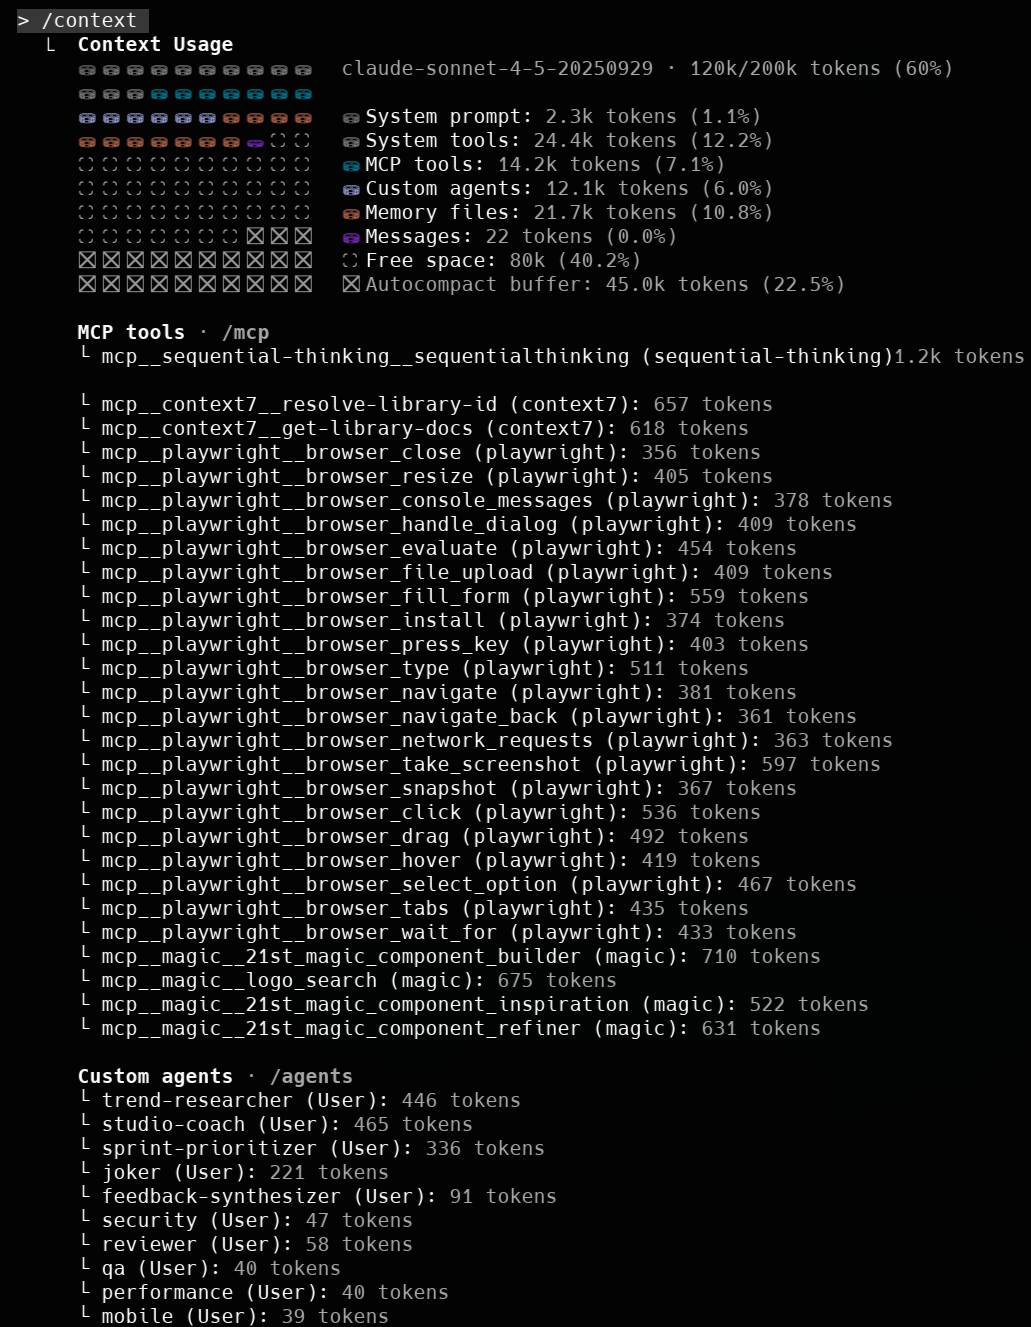 > /context
└ Context Usage
claude-sonnet-4-5-20250929 · 120k/200k tokens (60%)
System prompt: 2.3k tokens (1.1%)
System tools: 24.4k tokens (12.2%)
MCP tools: 14.2k tokens (7.1%)
Custom agents: 12.1k tokens (6.0%)
Memory files: 21.7k tokens (10.8%)
Messages: 22 tokens (0.0%)
Free space: 80k (40.2%)
Autocompact buffer: 45.0k tokens (22.5%)
MCP tools · /mcp
└ mcp__sequential-thinking__sequentialthinking (sequential-thinking)1.2k tokens
└ mcp__context7__resolve-library-id (context7): 657 tokens
└ mcp__context7__get-library-docs (context7): 618 tokens
└ mcp__playwright__browser_close (playwright): 356 tokens
└ mcp__playwright__browser_resize (playwright): 405 tokens
└ mcp__playwright__browser_console_messages (playwright): 378 tokens
└ mcp__playwright__browser_handle_dialog (playwright): 409 tokens
└ mcp__playwright__browser_evaluate (playwright): 454 tokens
└ mcp__playwright__browser_file_upload (playwright): 409 tokens
└ mcp__playwright__browser_fill_form (playwright): 559 tokens
└ mcp__playwright__browser_install (playwright): 374 tokens
└ mcp__playwright__browser_press_key (playwright): 403 tokens
└ mcp__playwright__browser_type (playwright): 511 tokens
└ mcp__playwright__browser_navigate (playwright): 381 tokens
└ mcp__playwright__browser_navigate_back (playwright): 361 tokens
└ mcp__playwright__browser_network_requests (playwright): 363 tokens
└ mcp__playwright__browser_take_screenshot (playwright): 597 tokens
└ mcp__playwright__browser_snapshot (playwright): 367 tokens
└ mcp__playwright__browser_click (playwright): 536 tokens
└ mcp__playwright__browser_drag (playwright): 492 tokens
└ mcp__playwright__browser_hover (playwright): 419 tokens
└ mcp__playwright__browser_select_option (playwright): 467 tokens
└ mcp__playwright__browser_tabs (playwright): 435 tokens
└ mcp__playwright__browser_wait_for (playwright): 433 tokens
└ mcp__magic__21st_magic_component_builder (magic): 710 tokens
└ mcp__magic__logo_search (magic): 675 tokens
└ mcp__magic__21st_magic_component_inspiration (magic): 522 tokens
└ mcp__magic__21st_magic_component_refiner (magic): 631 tokens
Custom agents · /agents
└ trend-researcher (User): 446 tokens
└ studio-coach (User): 465 tokens
└ sprint-prioritizer (User): 336 tokens
└ joker (User): 221 tokens
└ feedback-synthesizer (User): 91 tokens
└ security (User): 47 tokens
└ reviewer (User): 58 tokens
└ qa (User): 40 tokens
└ performance (User): 40 tokens
└ mobile (User): 39 tokens